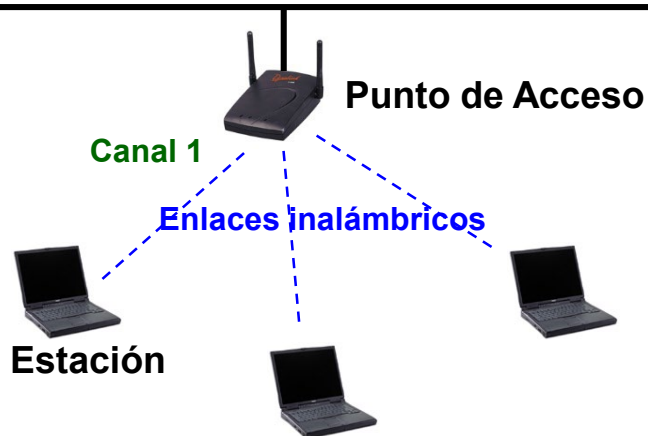 Punto de Acceso
Canal 1
Enlaces inalámbricos
Estación